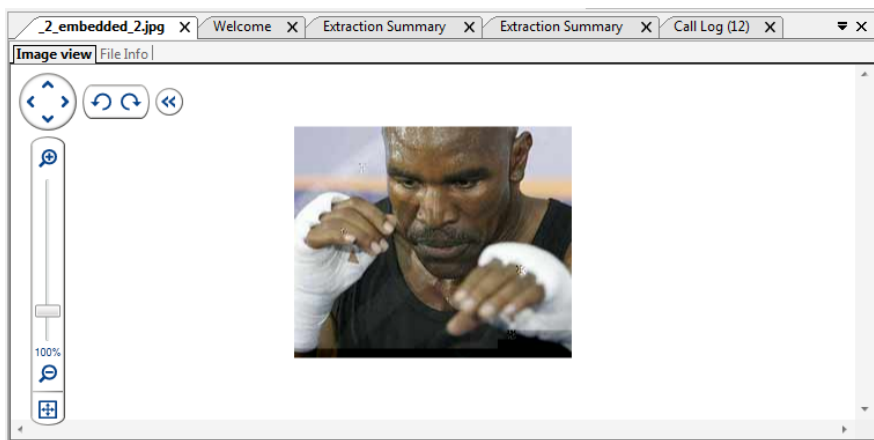 _2_embedded_2.jpg X Welcome X Extraction Summary X Extraction Summary X Call Log (12) X
Image view File Info
100%